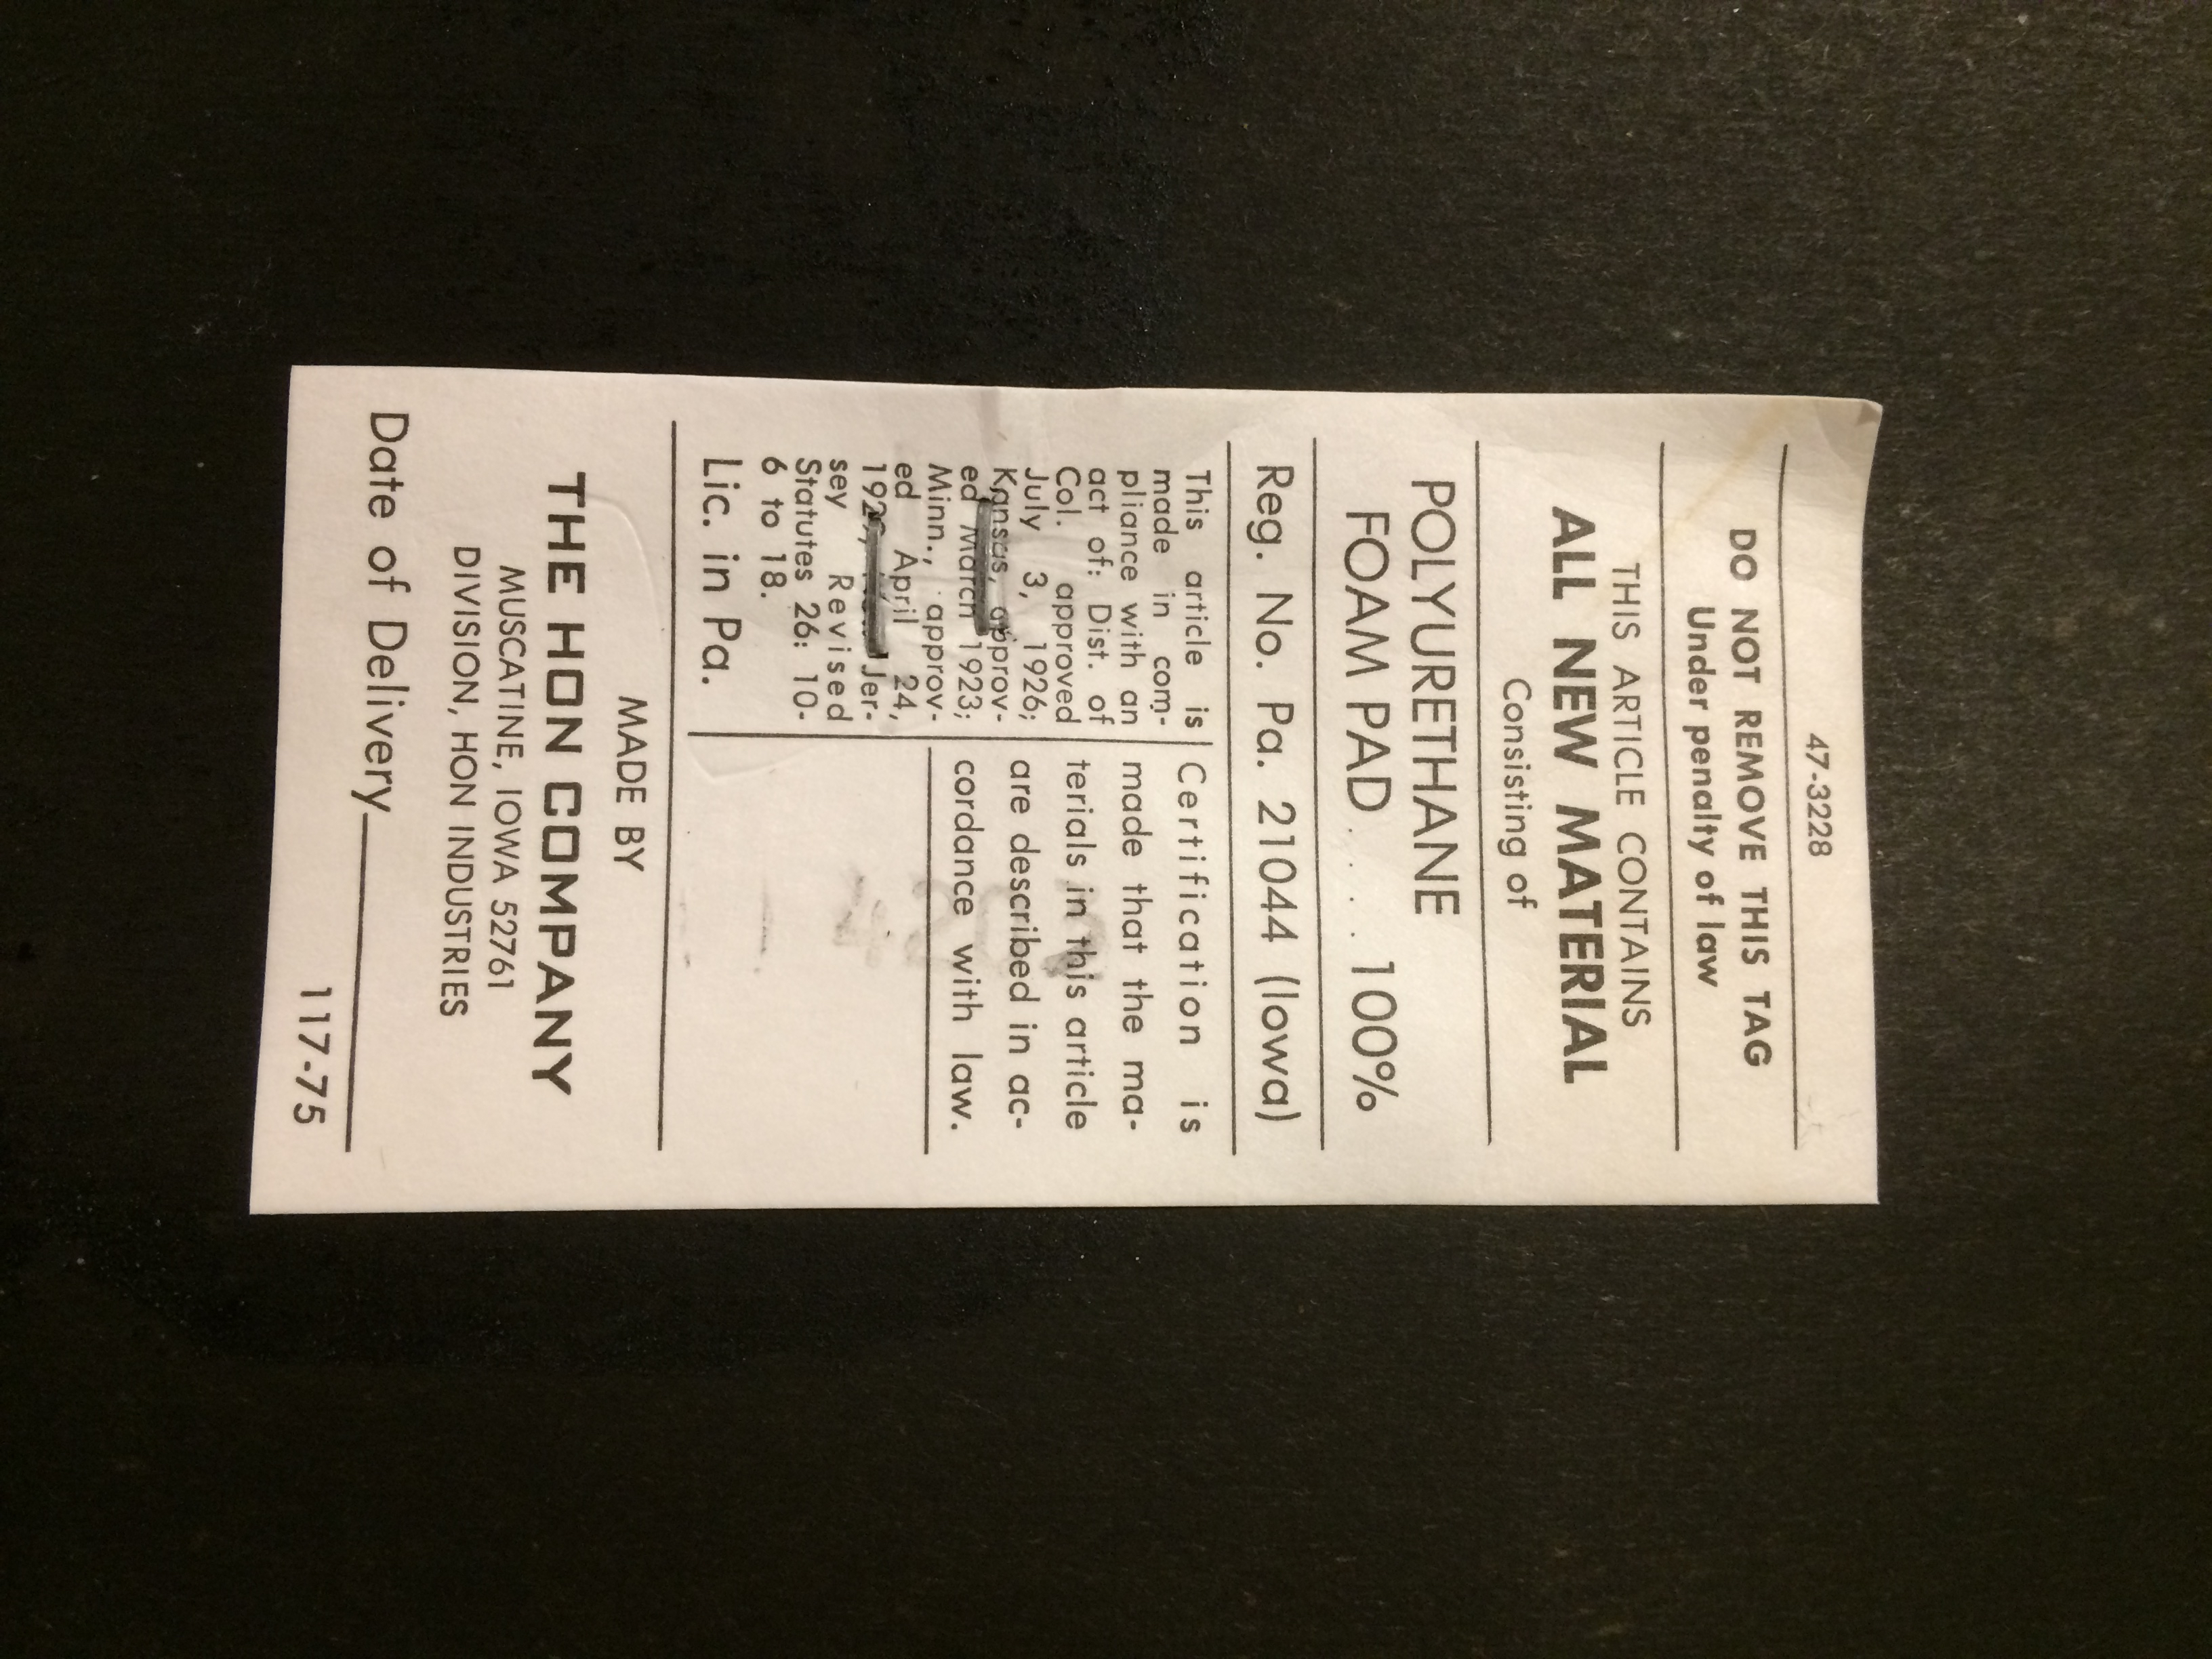 47-3228
DO NOT REMOVE THIS TAG
Under penalty of law
THIS ARTICLE CONTAINS
ALL NEW MATERIAL
Consisting of
POLYURETHANE
FOAM PAD . . . . 100%
Reg. No. Pa. 21044 (Iowa)
This article is
made in com-
pliance with an
act of: Dist. of
Col. approved
July 3, 1926;
Kansas, approv-
ed March 1923;
Minn., approv-
ed April 24,
Jer-
sey Revised
Statutes 26: 10-
6 to 18.
Lic. in Pa.
Certification is
made that the ma-
terials in this article
are described in ac-
cordance with law.
MADE BY
THE HON COMPANY
MUSCATINE, IOWA 52761
DIVISION, HON INDUSTRIES
Date of Delivery
117-75